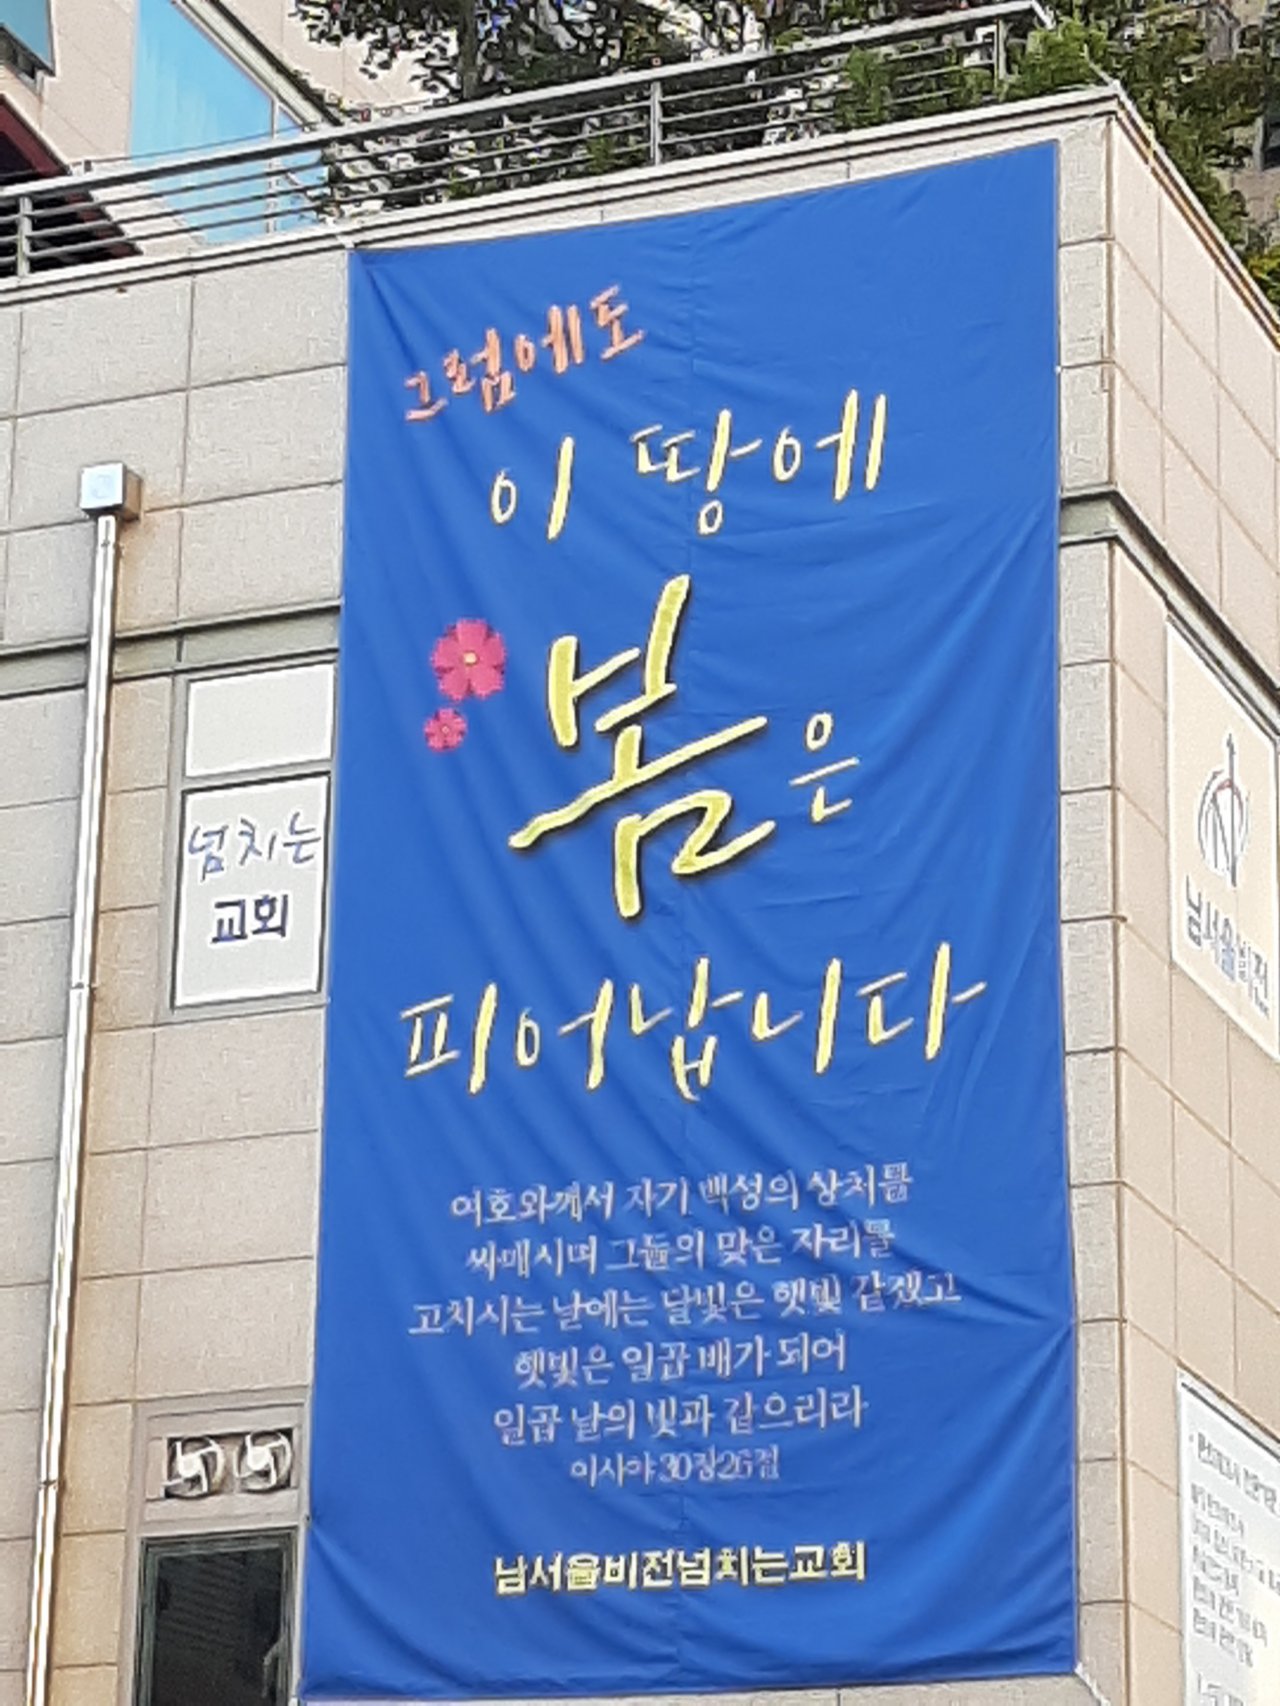 그럼에도
이 땅에
봄은
피어납니다
여호와께서 자기 백성의 상처를
싸매시며 그들의 맞은 자리를
고치시는 날에는 달빛은 햇빛 같겠고
햇빛은 일곱 배가 되어
일곱 날의 빛과 같으리라
이사야30장26절
남서울비전넘치는교회
넘치는
교회
남서울비전